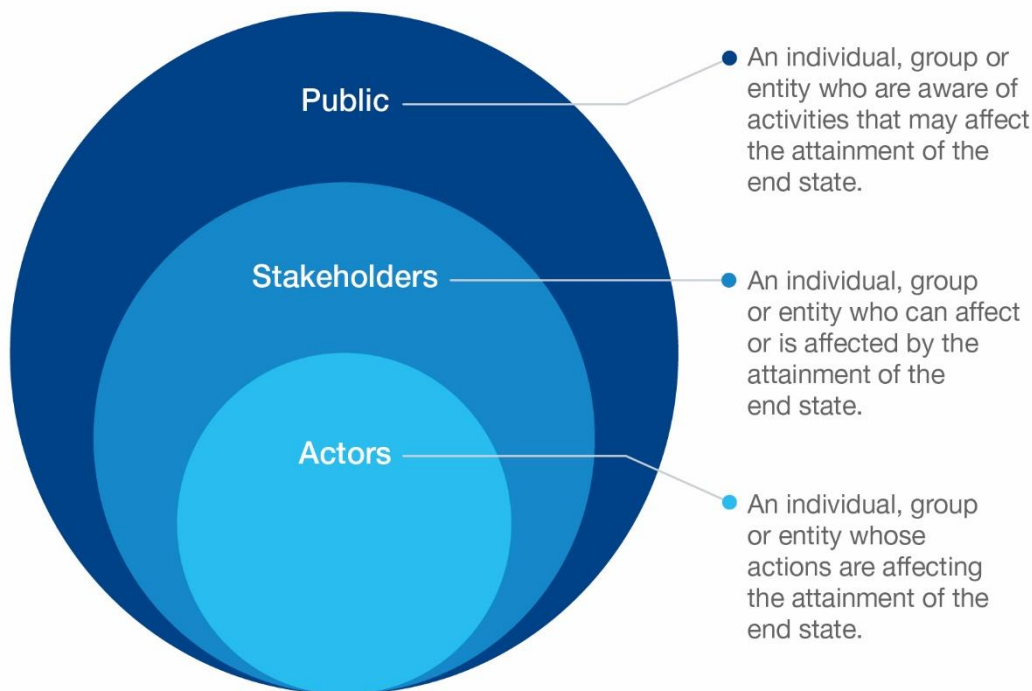 Public
An individual, group or
entity who are aware of
activities that may affect
the attainment of the
end state.
Stakeholders
An individual, group
or entity who can affect
or is affected by the
attainment of the
end state.
Actors
An individual, group
or entity whose
actions are affecting
the attainment of the
end state.